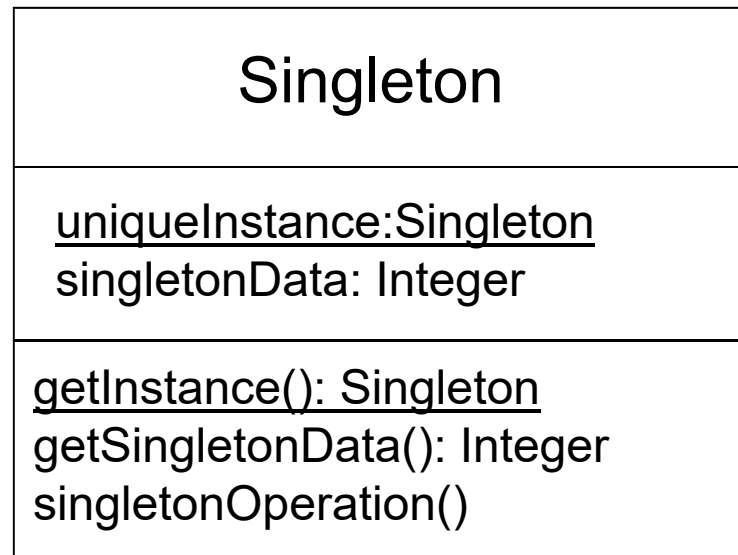 Singleton
uniqueInstance:Singleton
singletonData: Integer
getInstance(): Singleton
getSingletonData(): Integer
singletonOperation()